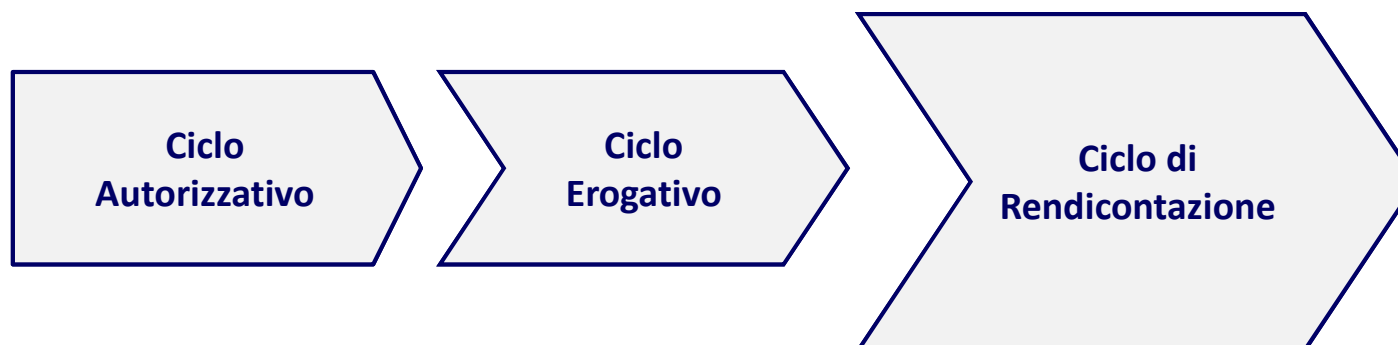 Ciclo
Autorizzativo
Ciclo
Erogativo
Ciclo di
Rendicontazione